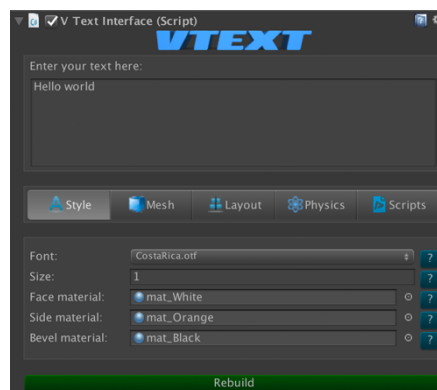 V Text Interface (Script)
VTEXT
Enter your text here:
Hello world
Style Mesh Layout Physics Scripts
Font: CostaRica.otf ?
Size: 1 ?
Face material: mat_White ?
Side material: mat_Orange ?
Bevel material: mat_Black ?
Rebuild